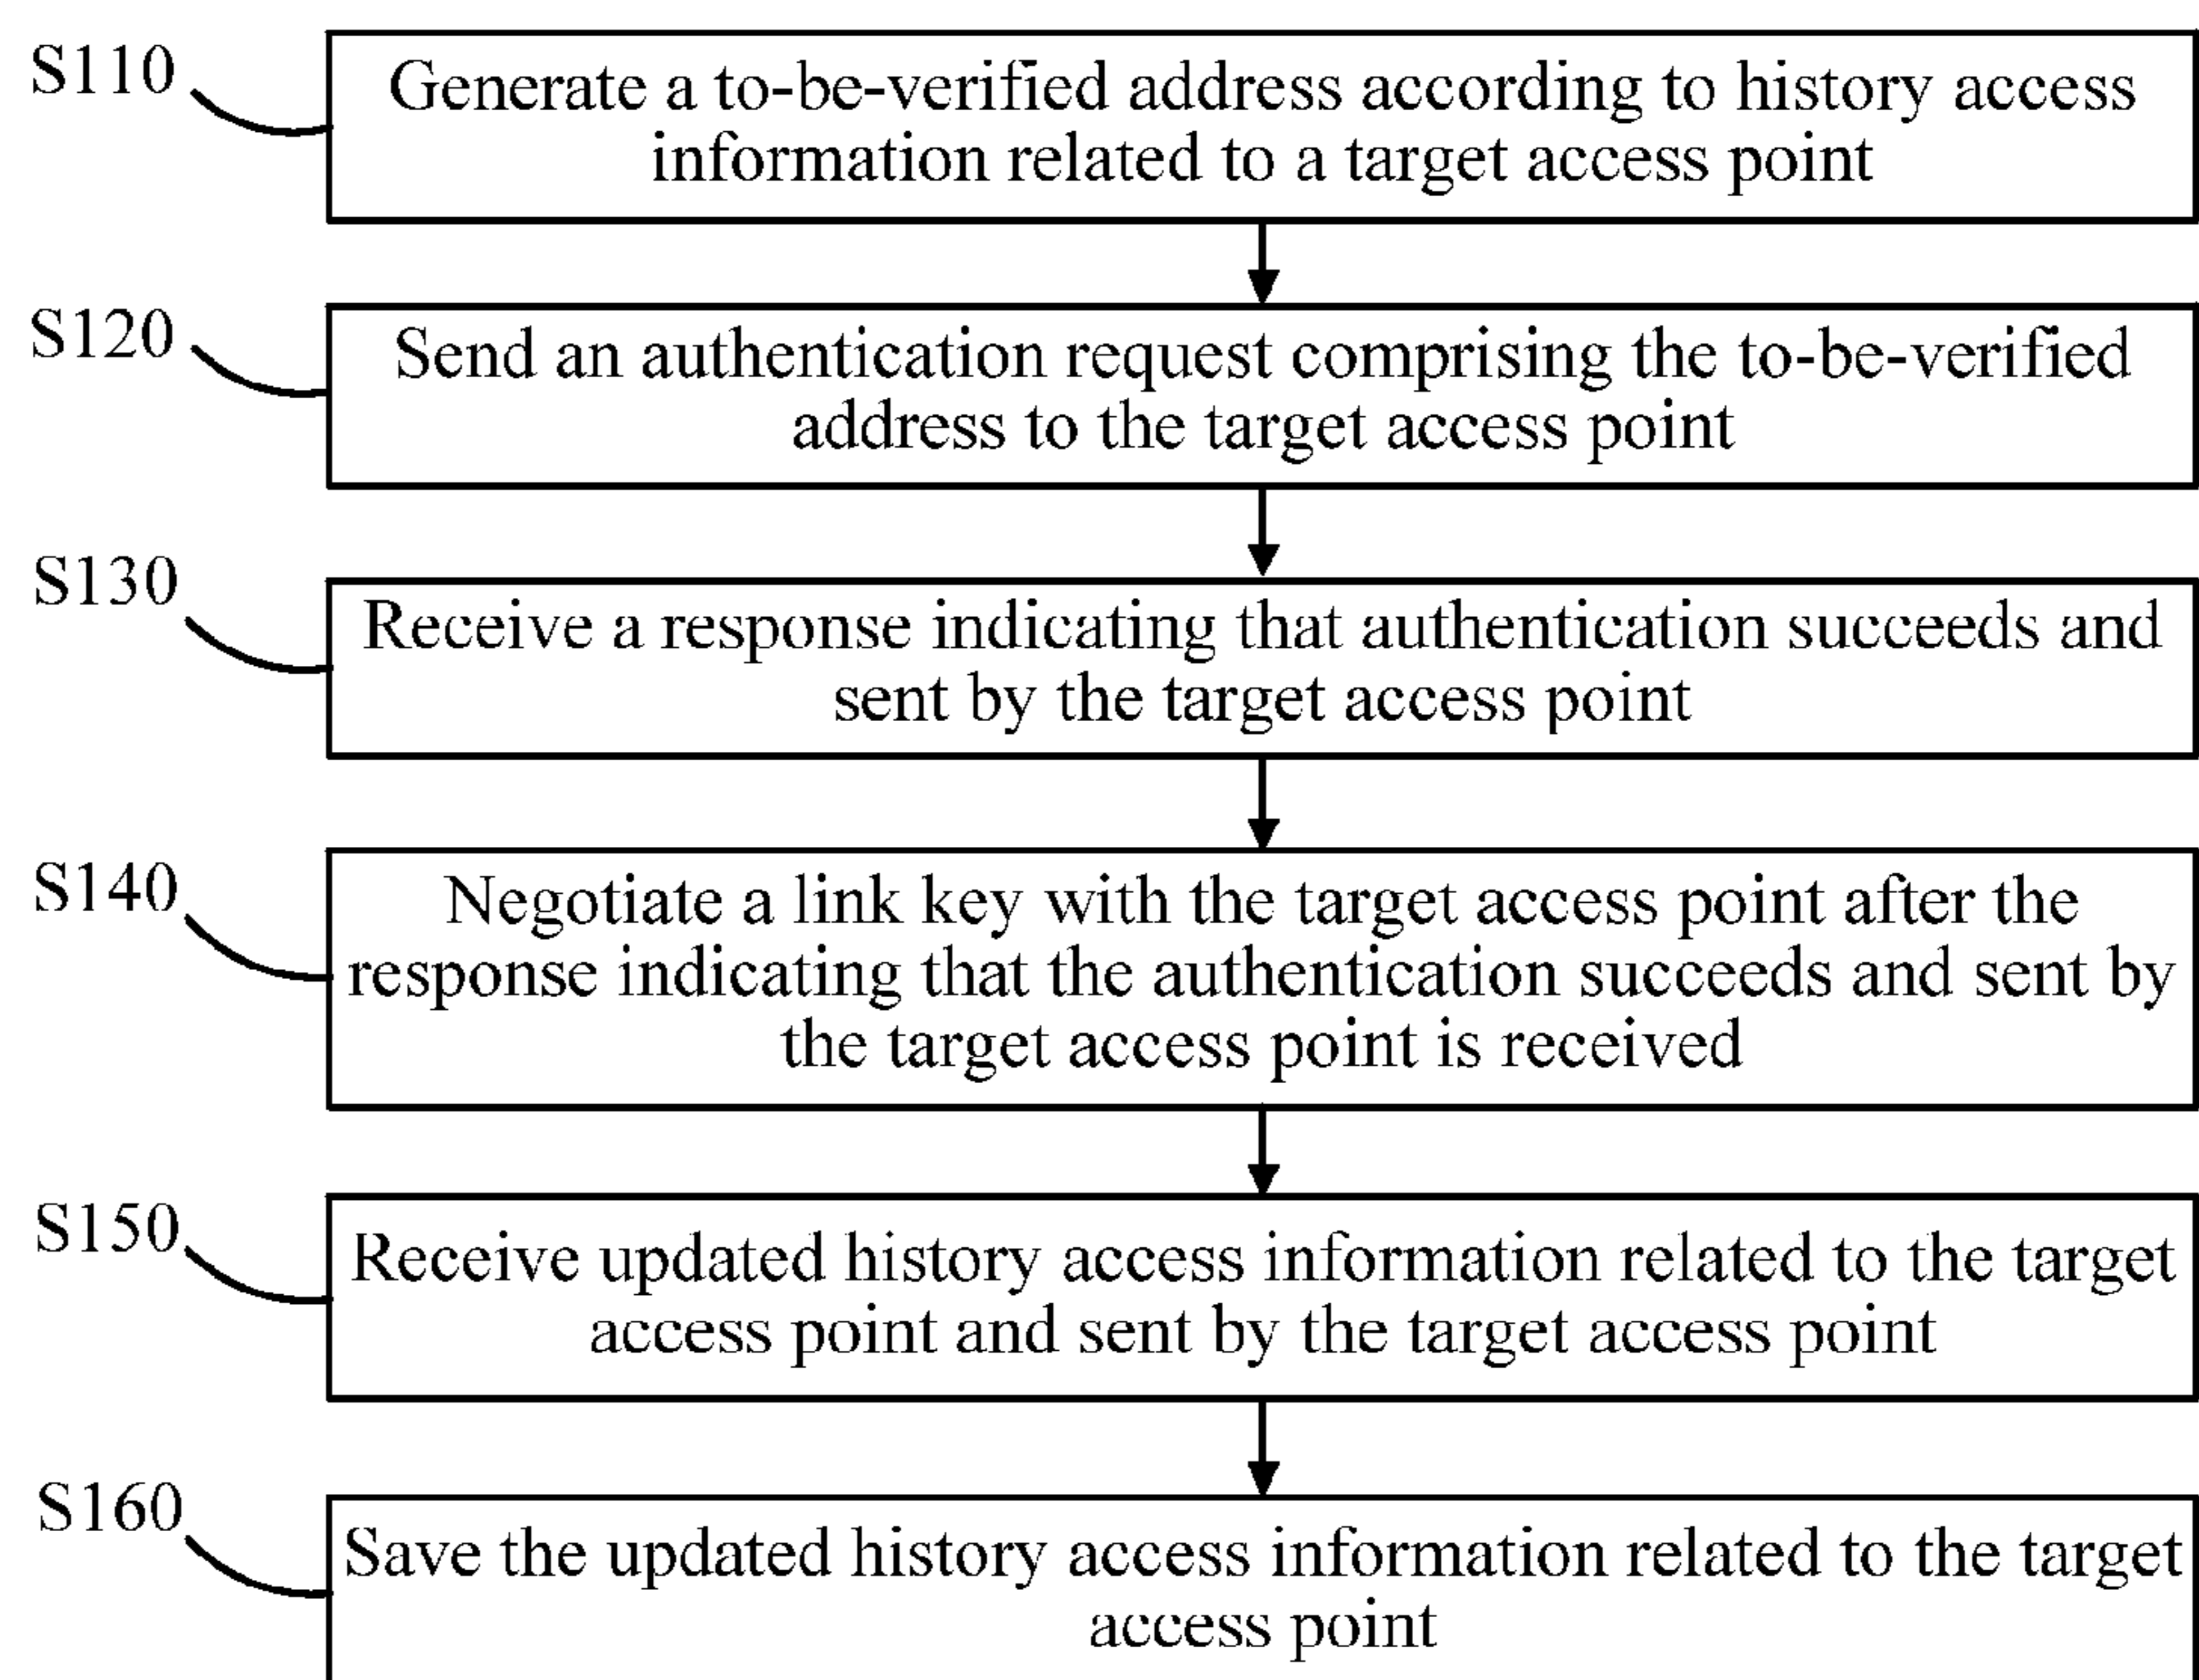 S110
Generate a to-be-verified address according to history access
information related to a target access point
S120
Send an authentication request comprising the to-be-verified
address to the target access point
S130
Receive a response indicating that authentication succeeds and
sent by the target access point
S140
Negotiate a link key with the target access point after the
response indicating that the authentication succeeds and sent by
the target access point is received
S150
Receive updated history access information related to the target
access point and sent by the target access point
S160
Save the updated history access information related to the target
access point